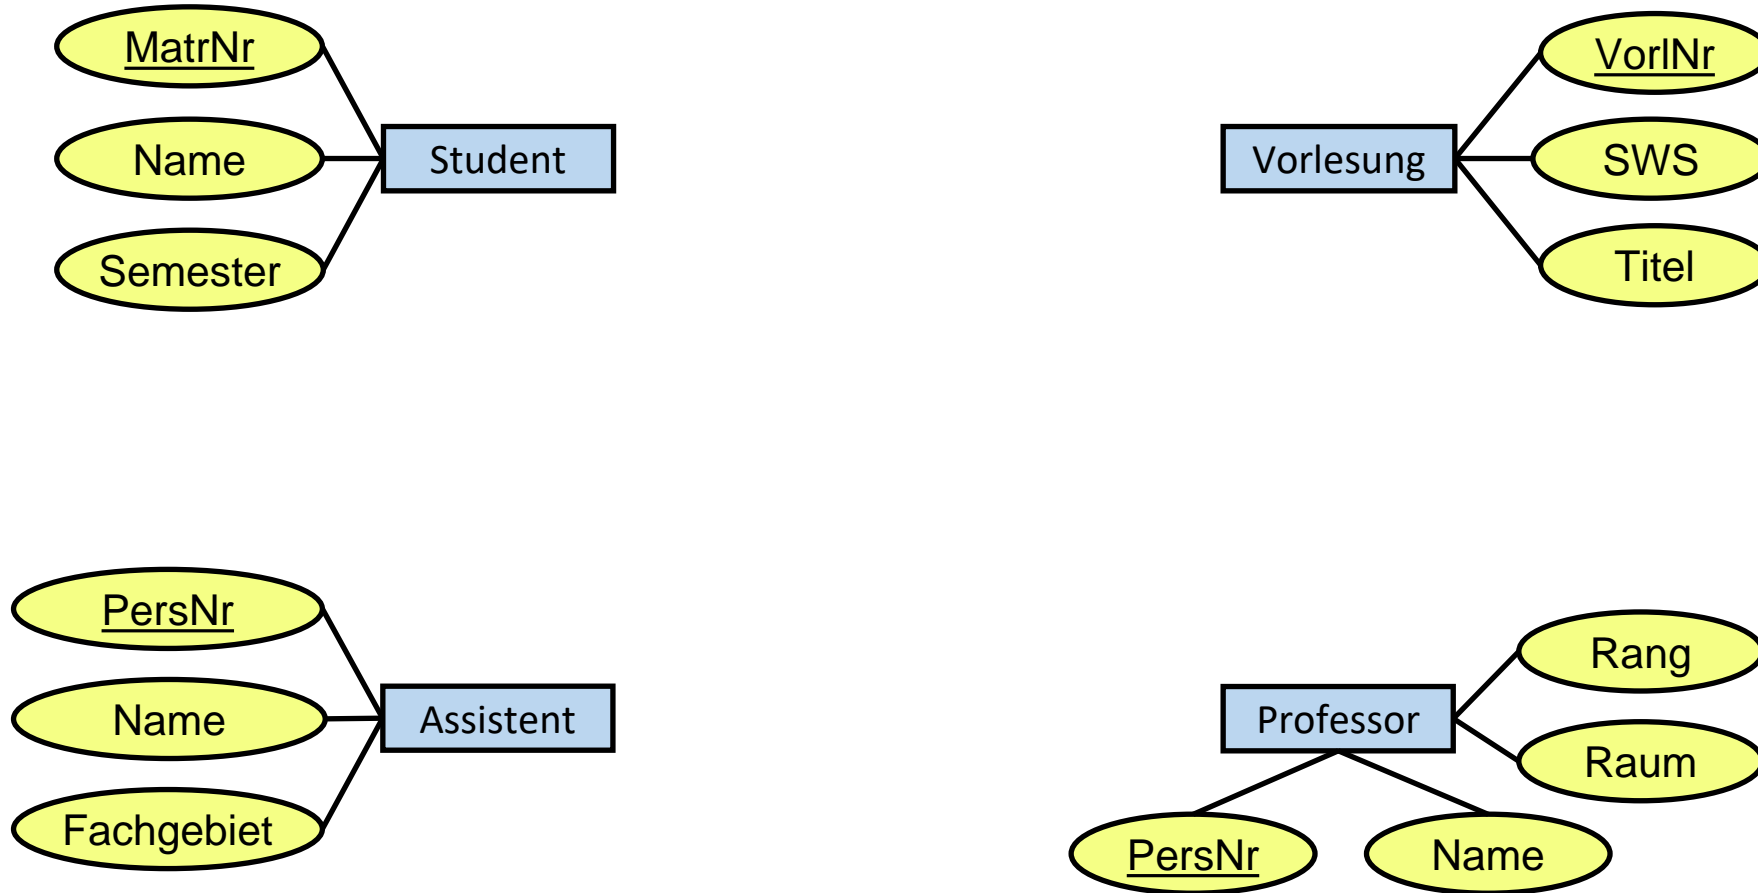 MatrNr
Name
Student
Semester
VorlNr
Vorlesung
SWS
Titel
PersNr
Name
Assistent
Fachgebiet
Rang
Professor
Raum
PersNr
Name